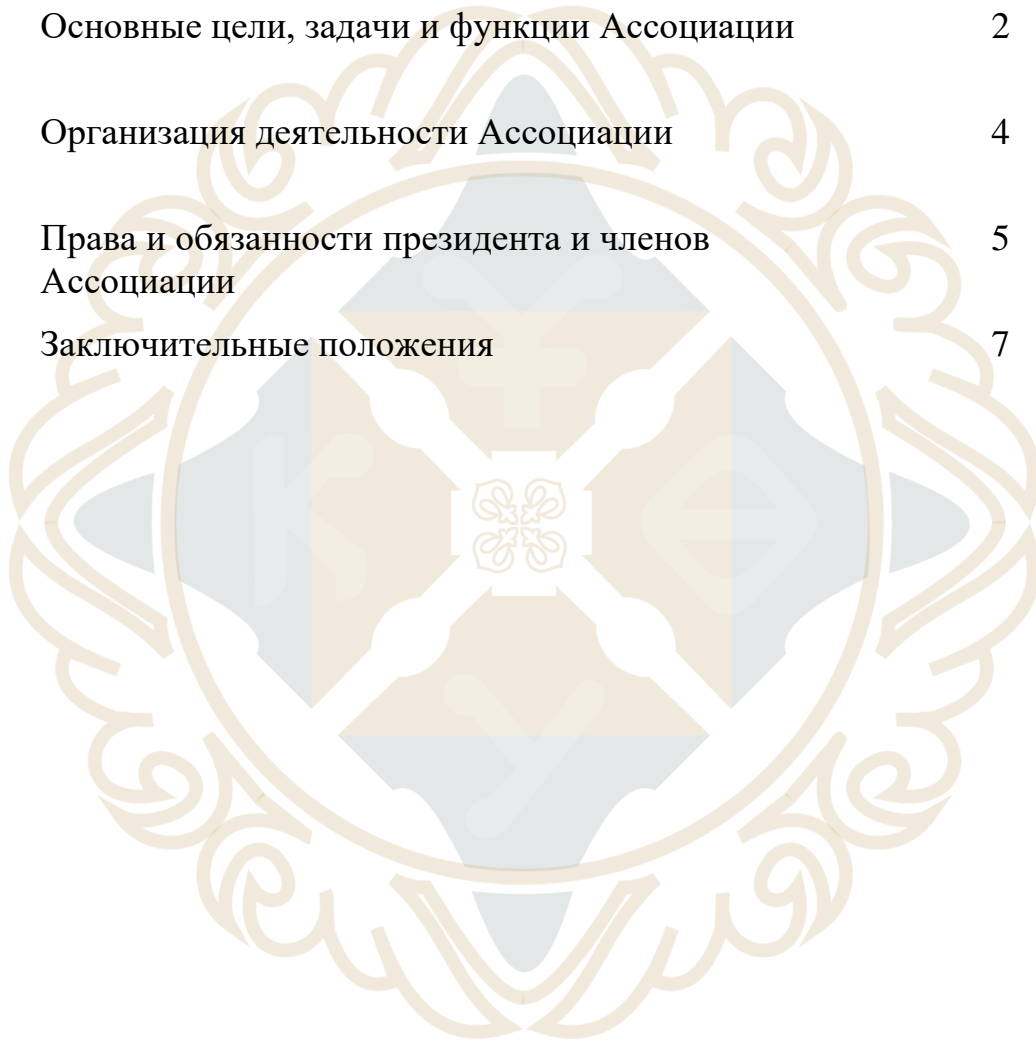 Основные цели, задачи и функции Ассоциации 2
Организация деятельности Ассоциации 4
Права и обязанности президента и членов 5
Ассоциации
Заключительные положения 7
Ұ
К Ө
У